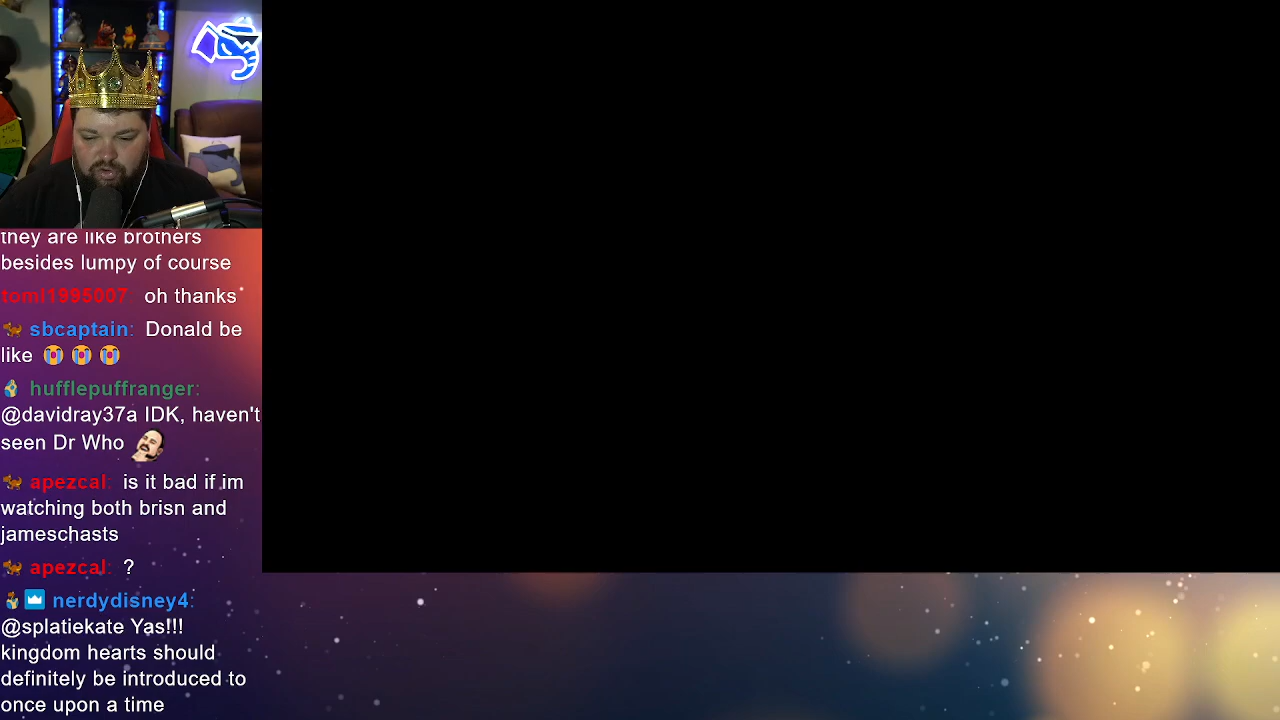 they are like brothers
besides lumpy of course
toml1995007 oh thanks
sbcaptain: Donald be
like 😭 😭 😭
hufflepuffranger:
@davidray37a IDK, haven't
seen Dr Who
apezcal: is it bad if im
watching both brisn and
jameschasts
apezcal: ?
nerdydisney4:
@splatiekate Yas!!!
kingdom hearts should
definitely be introduced to
once upon a time